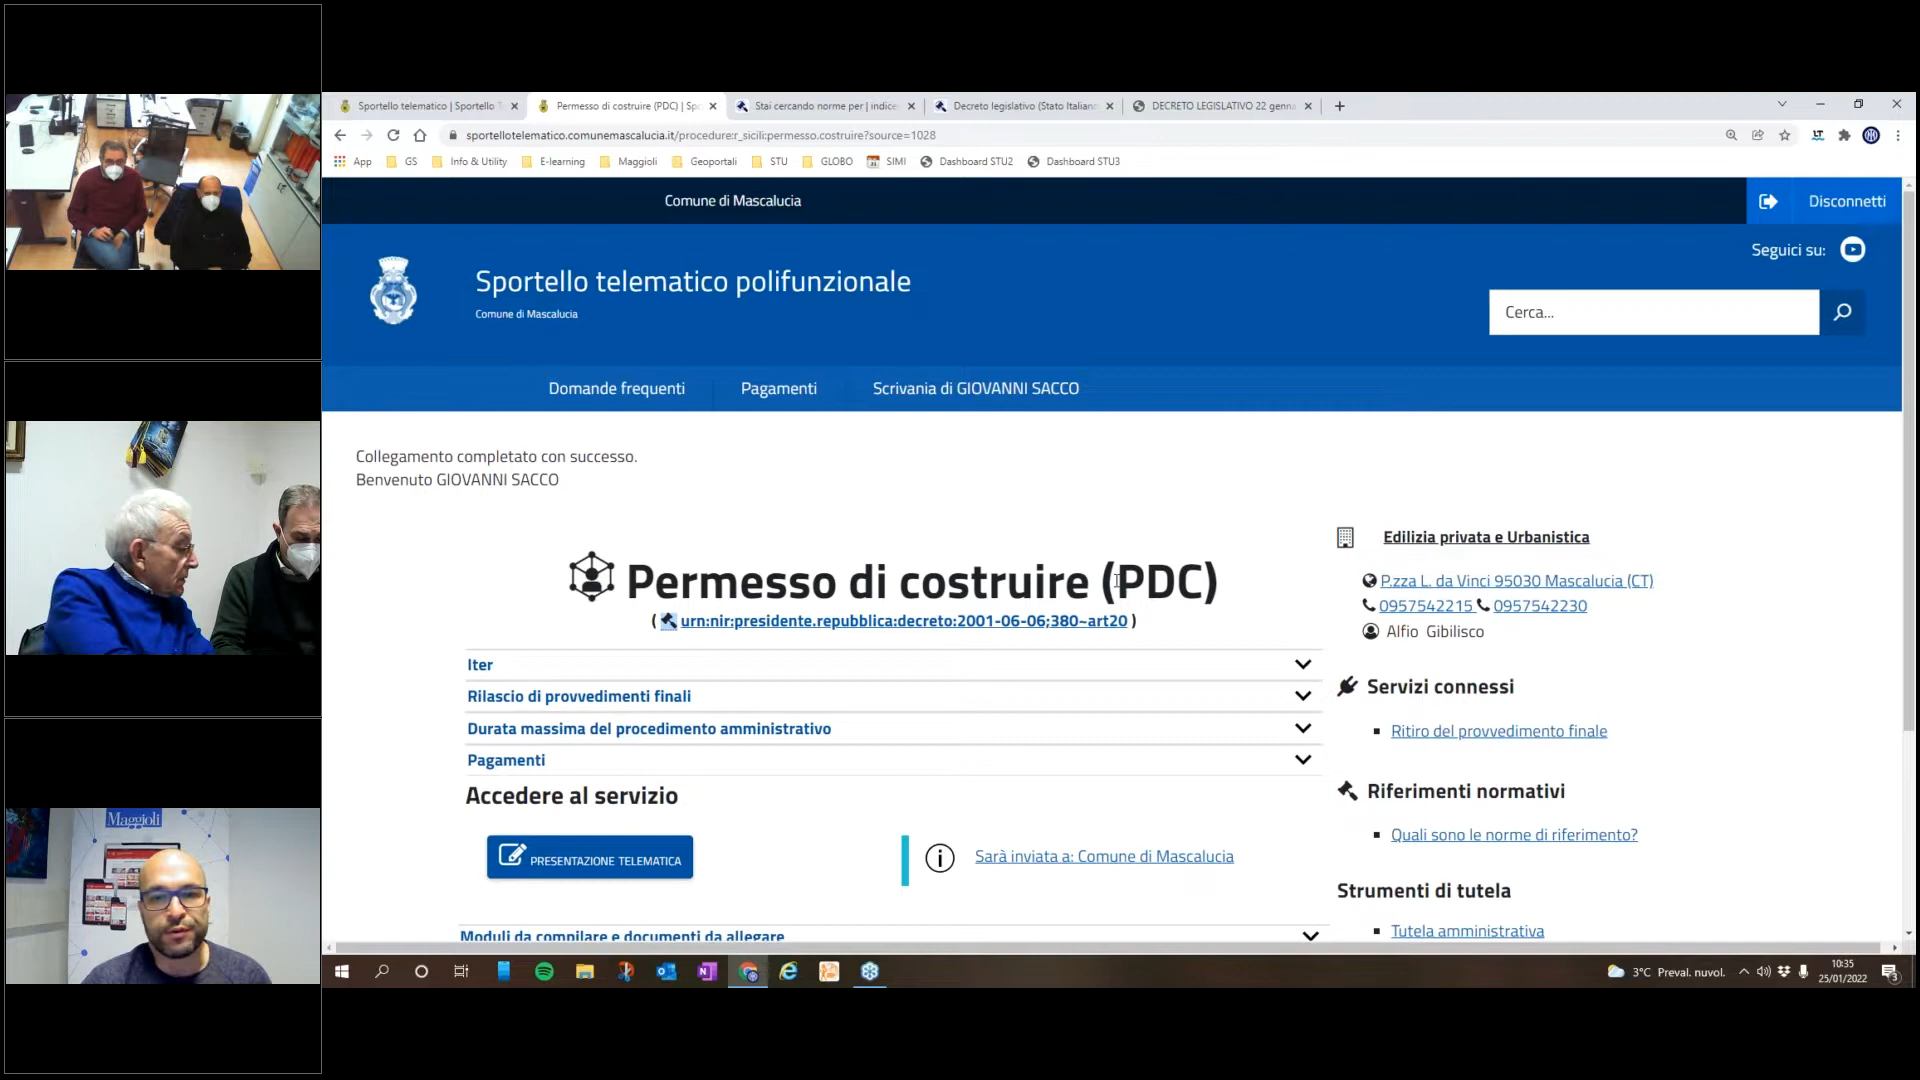 Sportello telematico | Sportello T
Permesso di costruire (PDC) | Spo
Stai cercando norme per | indice
Decreto legislativo (Stato Italiano
DECRETO LEGISLATIVO 22 genna
sportellotelematico.comunemascalucia.it/procedure:r_sicili:permesso.costruire?source=1028
App
GS
Info & Utility
E-learning
Maggioli
Geoportali
STU
GLOBO
SIMI
Dashboard STU2
Dashboard STU3
Comune di Mascalucia
Disconnetti
Seguici su:
Sportello telematico polifunzionale
Comune di Mascalucia
Cerca...
Domande frequenti
Pagamenti
Scrivania di GIOVANNI SACCO
Collegamento completato con successo.
Benvenuto GIOVANNI SACCO
Permesso di costruire (PDC)
( urn:nir:presidente.repubblica:decreto:2001-06-06;380~art20 )
Iter
Rilascio di provvedimenti finali
Durata massima del procedimento amministrativo
Pagamenti
Accedere al servizio
PRESENTAZIONE TELEMATICA
Sarà inviata a: Comune di Mascalucia
Moduli da compilare e documenti da allegare
Edilizia privata e Urbanistica
P.zza L. da Vinci 95030 Mascalucia (CT)
0957542215 0957542230
Alfio Gibilisco
Servizi connessi
Ritiro del provvedimento finale
Riferimenti normativi
Quali sono le norme di riferimento?
Strumenti di tutela
Tutela amministrativa
Maggioli
3°C Preval. nuvol.
10:35
25/01/2022
3